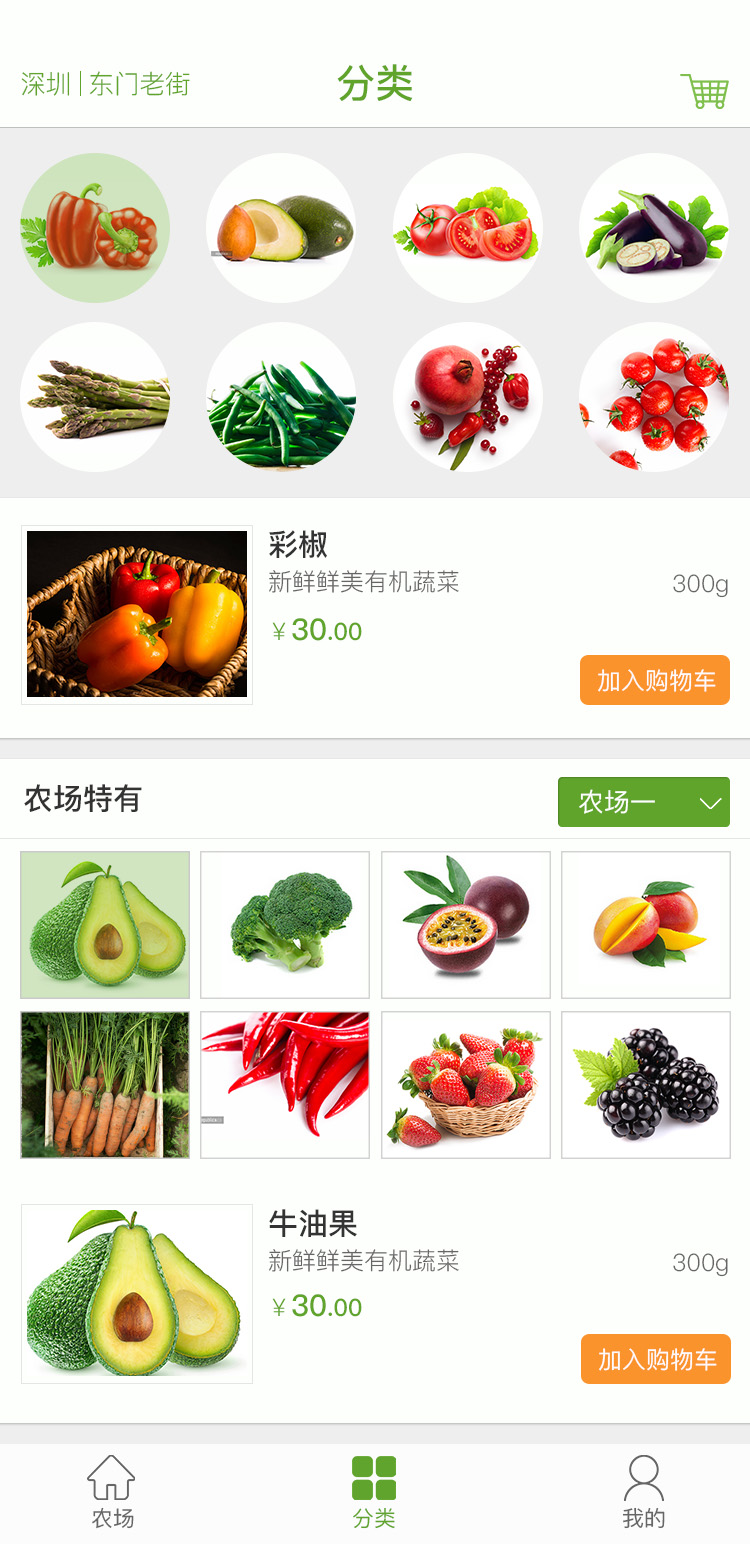 深圳 | 东门老街
分类
彩椒
新鲜鲜美有机蔬菜
300g
￥30.00
加入购物车
农场特有
农场一
牛油果
新鲜鲜美有机蔬菜
300g
￥30.00
加入购物车
农场
分类
我的